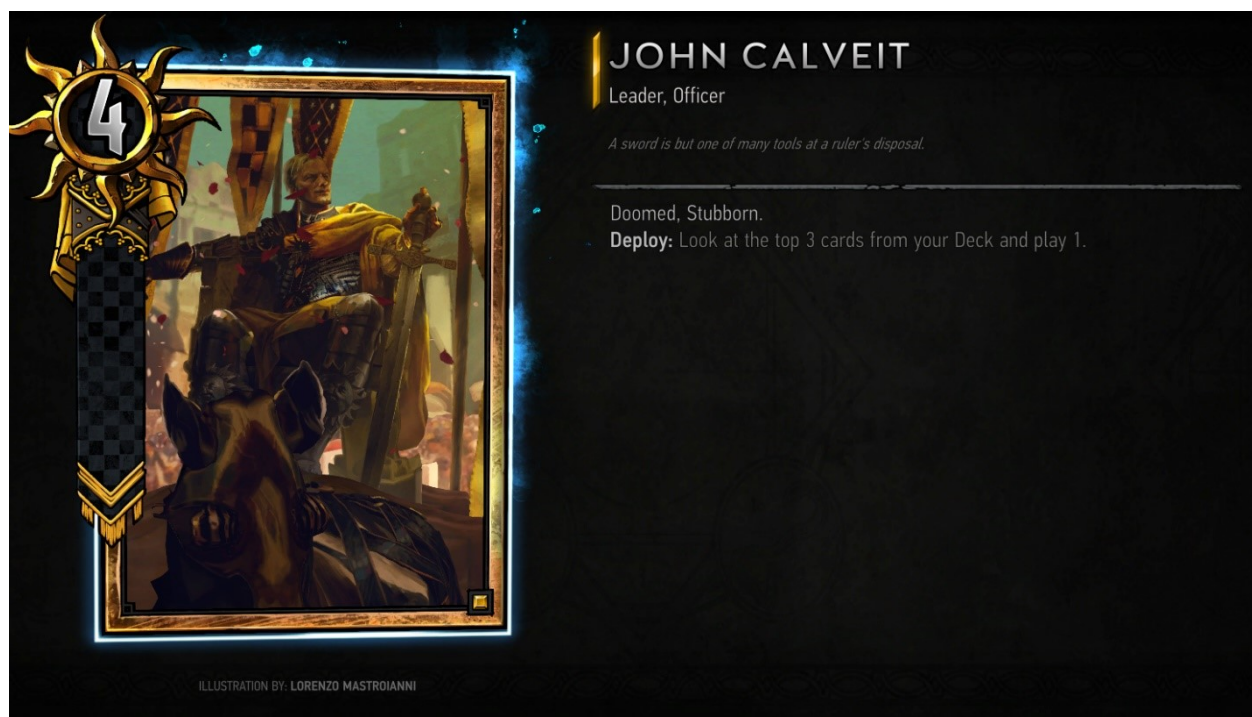 4
JOHN CALVEIT
Leader, Officer
A sword is but one of many tools at a ruler's disposal.
Doomed, Stubborn.
Deploy: Look at the top 3 cards from your Deck and play 1.
ILLUSTRATION BY: LORENZO MASTROIANNI